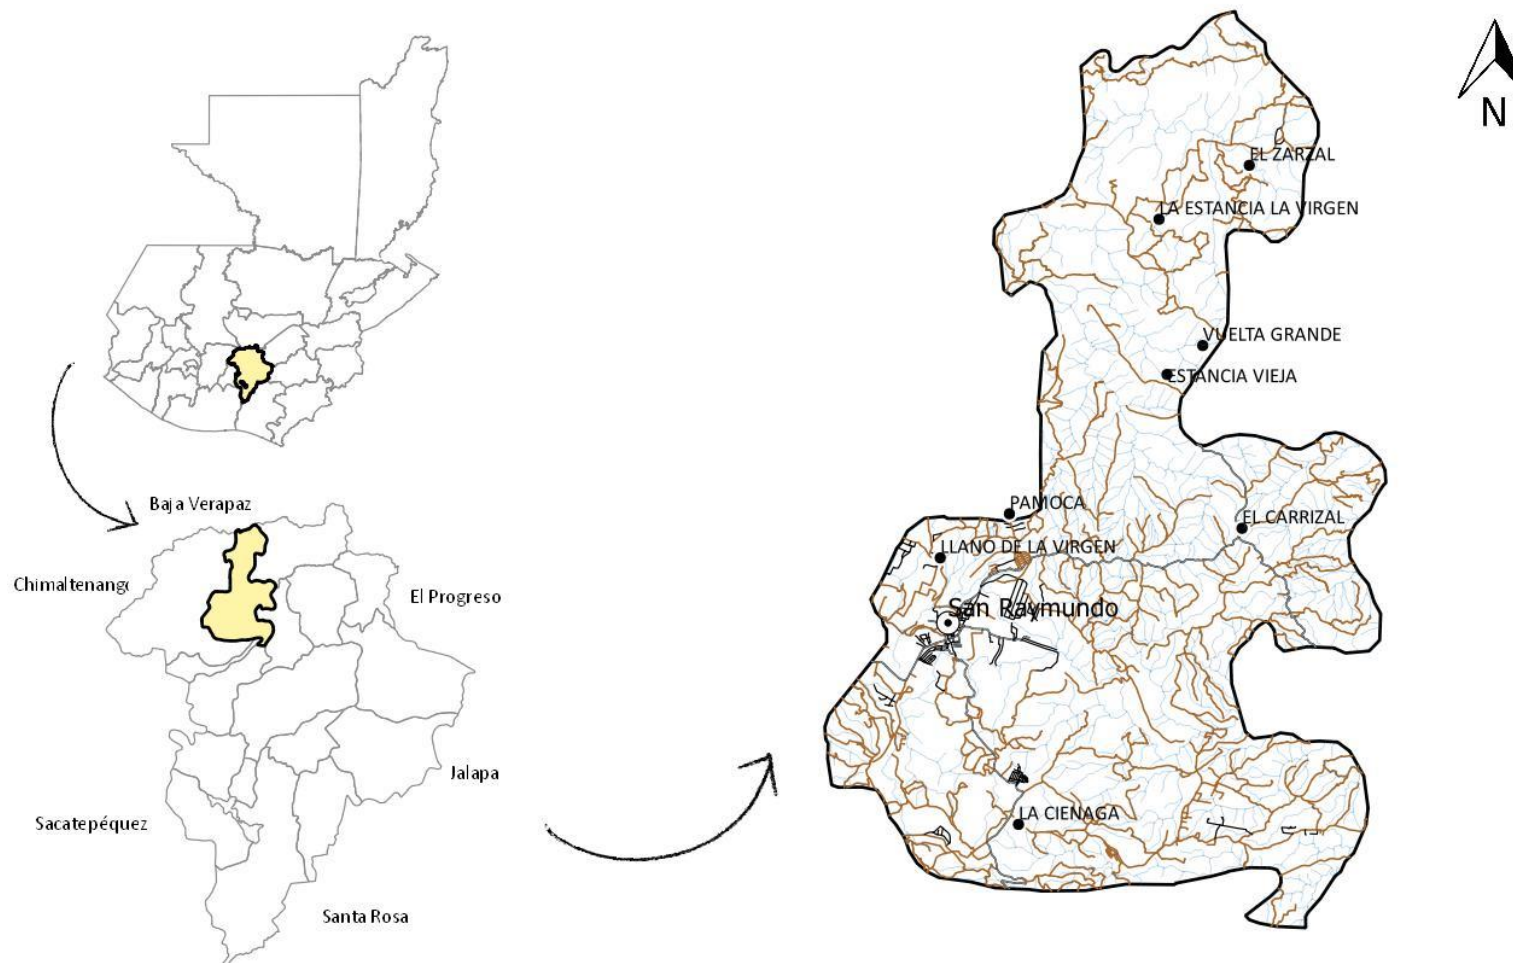 N
EL ZARZAL
LA ESTANCIA LA VIRGEN
VUELTA GRANDE
ESTANCIA VIEJA
PAMOCA
EL CARRIZAL
LLANO DE LA VIRGEN
San Raymundo
LA CIENAGA
Baja Verapaz
Chimaltenango
El Progreso
Jalapa
Sacatepéquez
Santa Rosa